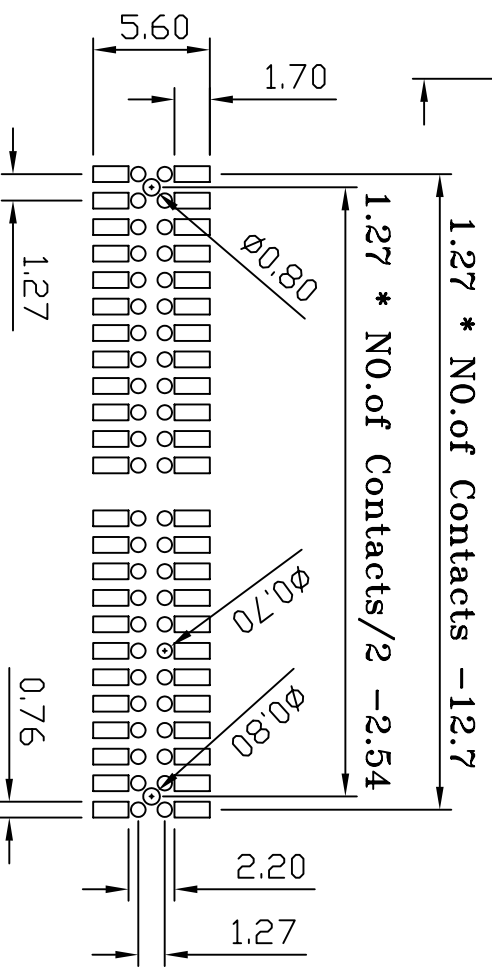 5.60
1.70
1.27 * NO.of Contacts -12.7
1.27 * NO.of Contacts/2 -2.54
Ø0.80
1.27
Ø0.70
Ø0.80
0.76
2.20
1.27